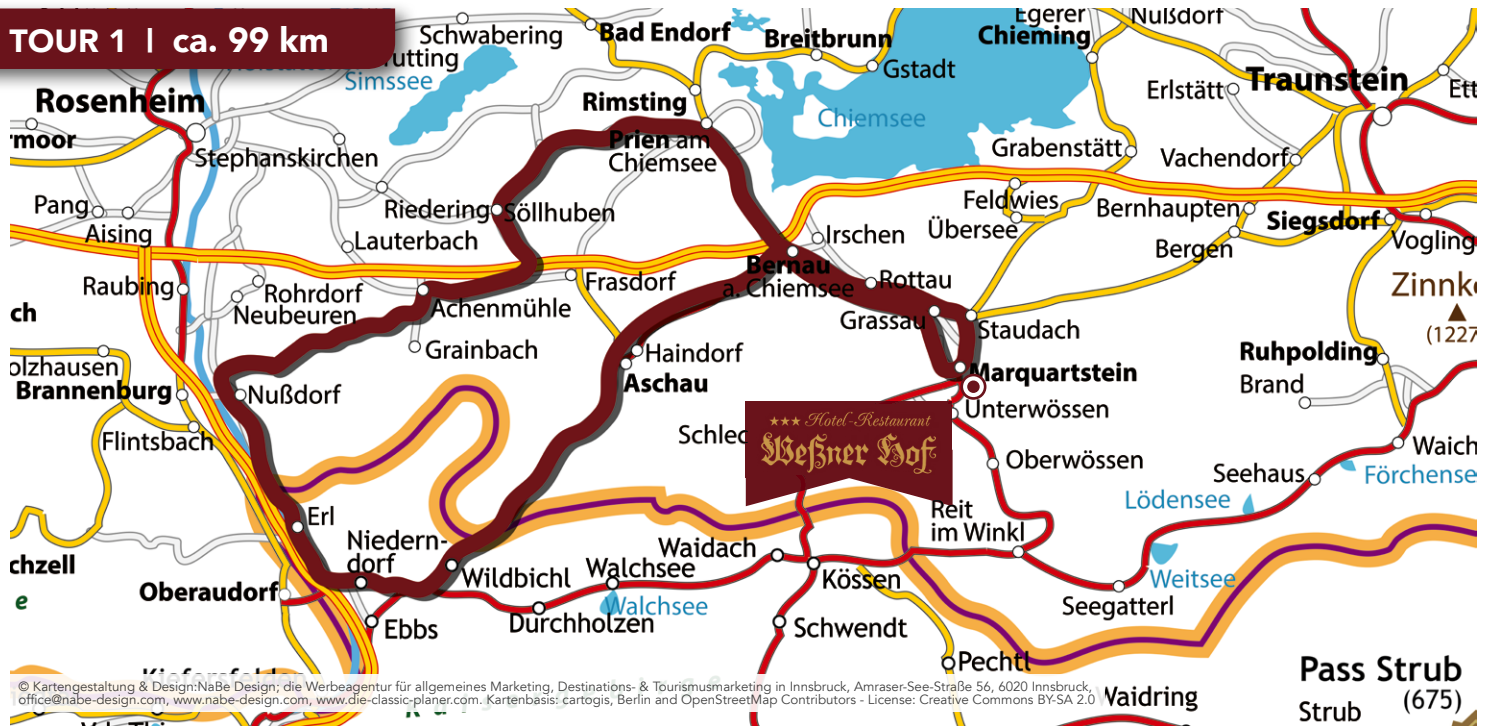 TOUR 1 | ca. 99 km
Schwabering
Bad Endorf
Breitbrunn
Egerer
Chieming
Nußdorf
Gstadt
Simssee
Rosenheim
Rimsting
Chiemsee
Erlstätt
Traunstein
Stephanskirchen
Prien am
Chiemsee
Grabenstätt
Vachendorf
Pang
Aising
Riedering
Söllhuben
Lauterbach
Feldwies
Übersee
Bernhaupten
Siegsdorf
Vogling
Bergen
Irschen
Bernau
a. Chiemsee
Rottau
Raubing
Rohrdorf
Neubeuren
Achenmühle
Frasdorf
Grassau
Staudach
(1227
Grainbach
Haindorf
Aschau
Marquartstein
Ruhpolding
Brand
Brannenburg
Nußdorf
Unterwössen
Flintsbach
★★★ Hotel-Restaurant
Weßner Hof
Oberwössen
Seehaus
Lödensee
Erl
Reit
im Winkl
Niedern-
dorf
Waidach
Wildbichl
Walchsee
Kössen
Weitsee
Oberaudorf
Walchsee
Seegatterl
Ebbs
Durchholzen
Schwendt
Pass Strub
(675)
Strub
© Kartengestaltung & Design:NaBe Design; die Werbeagentur für allgemeines Marketing, Destinations- & Tourismusmarketing in Innsbruck, Amraser-See-Straße 56, 6020 Innsbruck,
office@nabe-design.com, www.nabe-design.com, www.die-classic-planer.com. Kartenbasis: cartogis, Berlin and OpenStreetMap Contributors - License: Creative Commons BY-SA 2.0